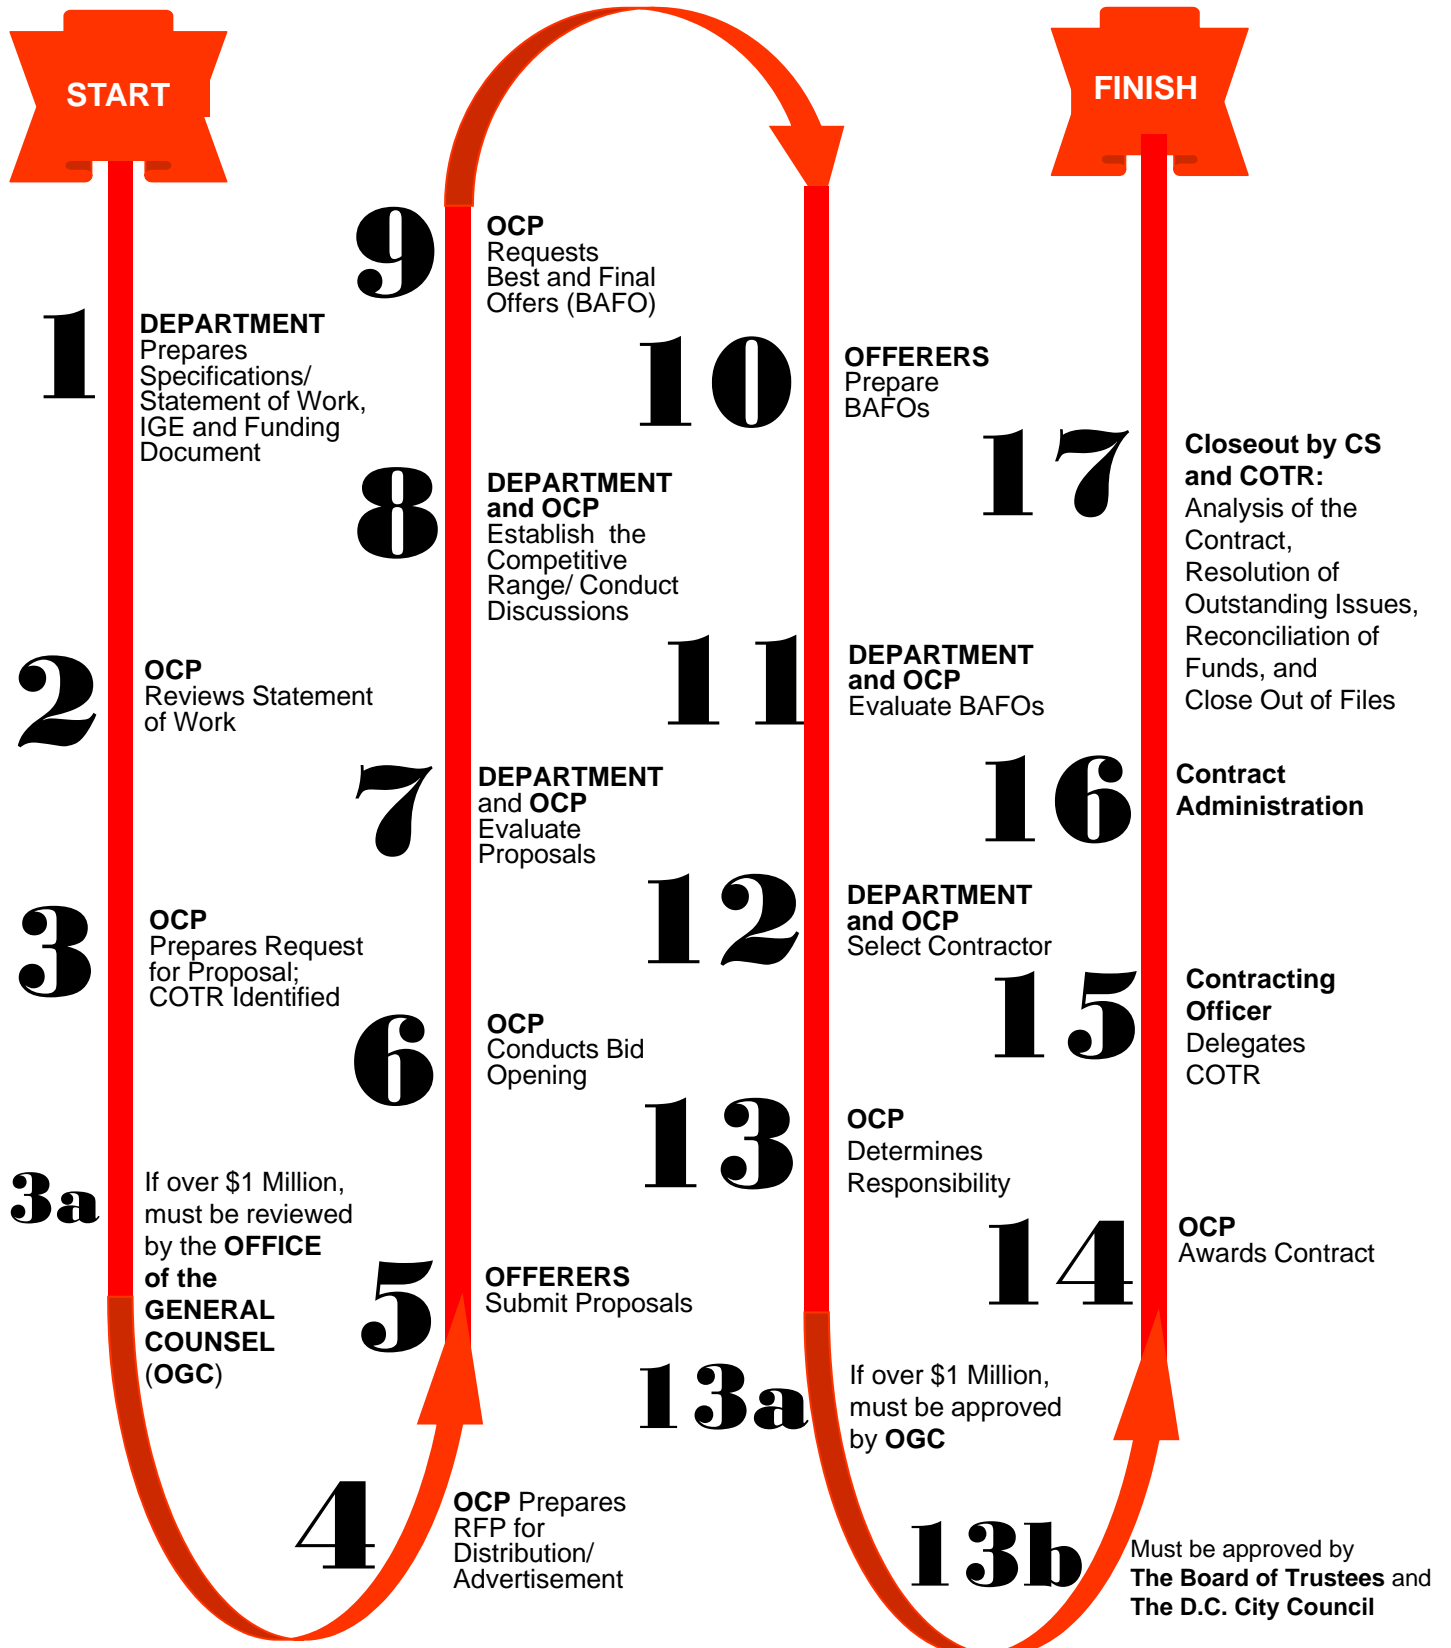 START
1
DEPARTMENT
Prepares
Specifications/
Statement of Work,
IGE and Funding
Document
2
OCP
Reviews Statement
of Work
3
OCP
Prepares Request
for Proposal;
COTR Identified
3a
If over $1 Million,
must be reviewed
by the OFFICE
of the
GENERAL
COUNSEL
(OGC)
4
OCP Prepares
RFP for
Distribution/
Advertisement
5
OFFERERS
Submit Proposals
6
OCP
Conducts Bid
Opening
7
DEPARTMENT
and OCP
Evaluate
Proposals
8
DEPARTMENT
and OCP
Establish the
Competitive
Range/ Conduct
Discussions
9
OCP
Requests
Best and Final
Offers (BAFO)
10
OFFERERS
Prepare
BAFOs
11
DEPARTMENT
and OCP
Evaluate BAFOs
12
DEPARTMENT
and OCP
Select Contractor
13
OCP
Determines
Responsibility
13a
If over $1 Million,
must be approved
by OGC
13b
Must be approved by
The Board of Trustees and
The D.C. City Council
14
OCP
Awards Contract
15
Contracting
Officer
Delegates
COTR
16
Contract
Administration
17
Closeout by CS
and COTR:
Analysis of the
Contract,
Resolution of
Outstanding Issues,
Reconciliation of
Funds, and
Close Out of Files
FINISH